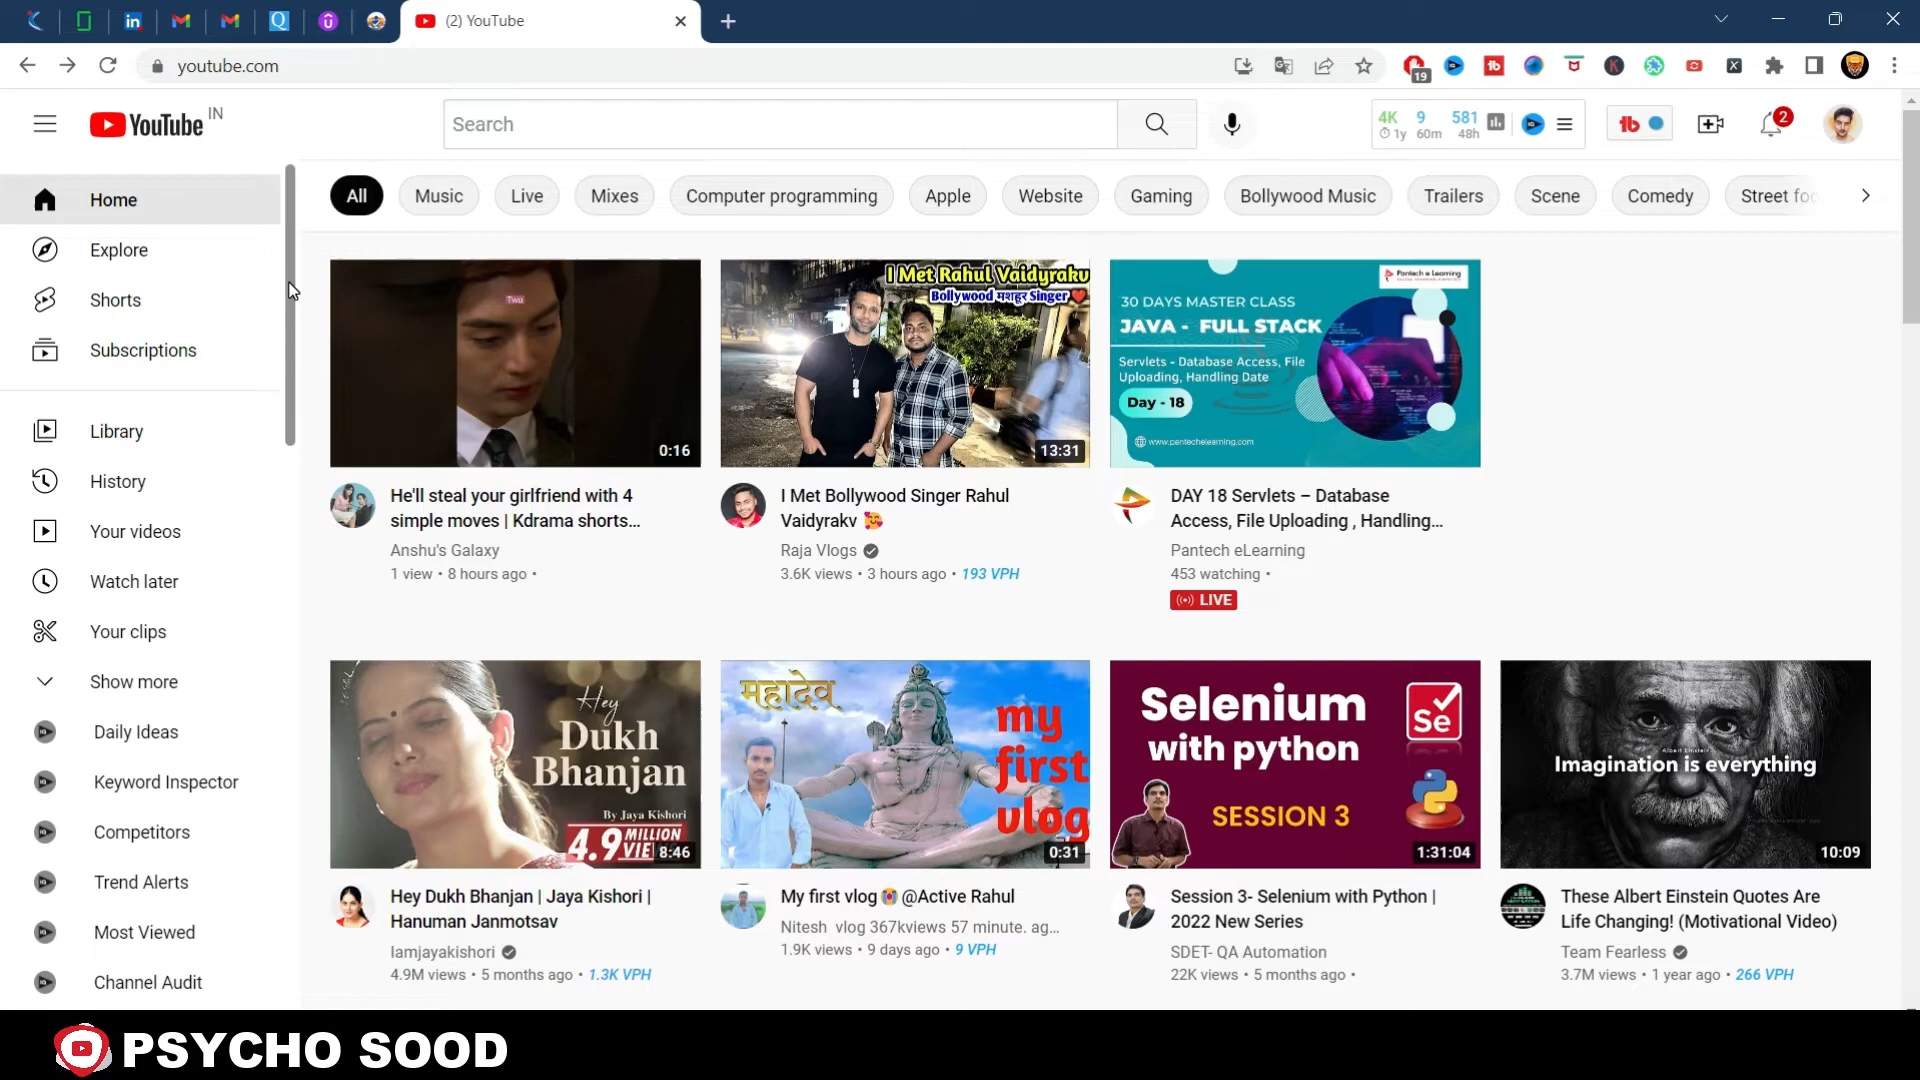 (2) YouTube
youtube.com
19
YouTube IN
Search
4K 9 581
1y 60m 48h
2
Home
Explore
Shorts
Subscriptions
Library
History
Your videos
Watch later
Your clips
Show more
Daily Ideas
Keyword Inspector
Competitors
Trend Alerts
Most Viewed
Channel Audit
All Music Live Mixes Computer programming Apple Website Gaming Bollywood Music Trailers Scene Comedy Street foo
Two
0:16
He'll steal your girlfriend with 4
simple moves | Kdrama shorts...
Anshu's Galaxy
1 view • 8 hours ago •
I Met Rahul Vaidyrakv
Bollywood मशहूर Singer
13:31
I Met Bollywood Singer Rahul
Vaidyrakv 🥰
Raja Vlogs
3.6K views • 3 hours ago • 193 VPH
Pantech e Learning
30 DAYS MASTER CLASS
JAVA - FULL STACK
Servlets - Database Access, File
Uploading, Handling Date
Day - 18
www.pantechelearning.com
DAY 18 Servlets – Database
Access, File Uploading , Handling...
Pantech eLearning
453 watching •
LIVE
Hey
Dukh
Bhanjan
By Jaya Kishori
4.9 MILLION
VIE
8:46
Hey Dukh Bhanjan | Jaya Kishori |
Hanuman Janmotsav
Iamjayakishori
4.9M views • 5 months ago • 1.3K VPH
महादेव
my
first
vlog
0:31
My first vlog @Active Rahul
Nitesh vlog 367kviews 57 minute. ag...
1.9K views • 9 days ago • 9 VPH
Selenium
with python
Se
SESSION 3
1:31:04
Session 3- Selenium with Python |
2022 New Series
SDET- QA Automation
22K views • 5 months ago •
Albert Einstein
Imagination is everything
10:09
These Albert Einstein Quotes Are
Life Changing! (Motivational Video)
Team Fearless
3.7M views • 1 year ago • 266 VPH
PSYCHO SOOD